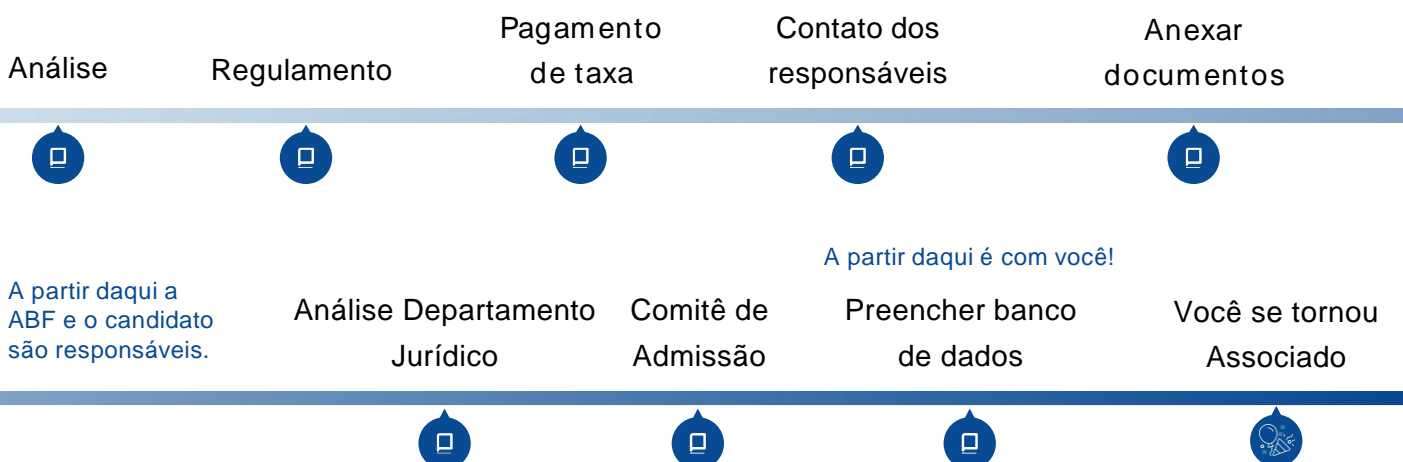 Análise
Regulamento
Pagamento
de taxa
Contato dos
responsáveis
Anexar
documentos
A partir daqui a
ABF e o candidato
são responsáveis.
Análise Departamento
Jurídico
Comitê de
Admissão
A partir daqui é com você!
Preencher banco
de dados
Você se tornou
Associado